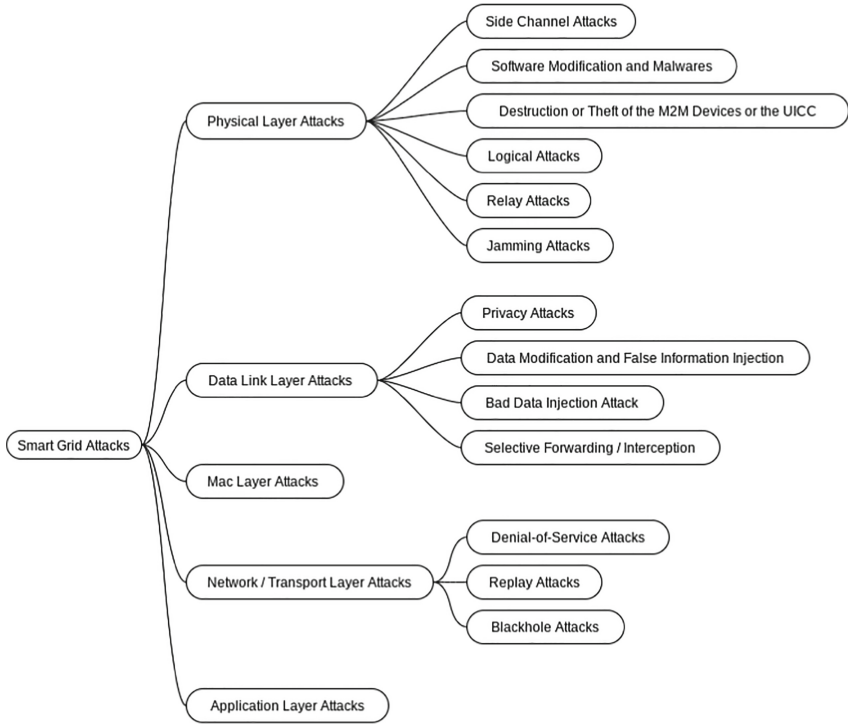 Smart Grid Attacks
Physical Layer Attacks
Side Channel Attacks
Software Modification and Malwares
Destruction or Theft of the M2M Devices or the UICC
Logical Attacks
Relay Attacks
Jamming Attacks
Data Link Layer Attacks
Privacy Attacks
Data Modification and False Information Injection
Bad Data Injection Attack
Selective Forwarding / Interception
Mac Layer Attacks
Network / Transport Layer Attacks
Denial-of-Service Attacks
Replay Attacks
Blackhole Attacks
Application Layer Attacks